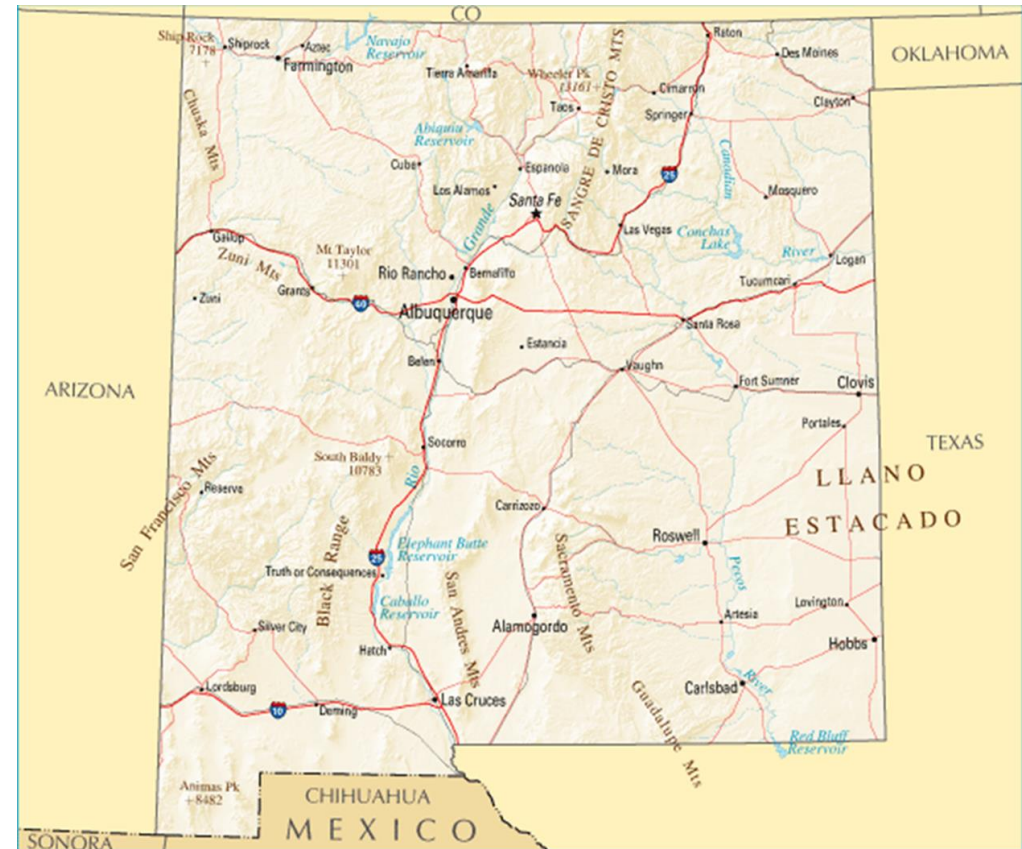 CO
OKLAHOMA
Ship Rock
7178
Shiprock
Aztec
Farmington
Navajo
Reservoir
Tierra Amarilla
Wheeler Pk
13161
Taos
SANGRE DE CRISTO MTS
Raton
Des Moines
Cimarron
Clayton
Springer
Chuska Mts
Abiquiu
Reservoir
Cuba
Espanola
Los Alamos
Mora
25
Canadian
Mosquero
Santa Fe
Grande
Las Vegas
Conchas
Lake
River
Logan
Gallup
Zuni Mts
Mt Taylor
11301
Rio Rancho
Bernalillo
Tucumcari
Zuni
Grants
40
Albuquerque
Santa Rosa
Estancia
Belen
Vaughn
Fort Sumner
Clovis
ARIZONA
Portales
TEXAS
Socorro
South Baldy
10783
Rio
LLANO
ESTACADO
San Francisco Mts
Reserve
Carrizozo
Roswell
Black Range
25
Elephant Butte
Reservoir
Truth or Consequences
Caballo
Reservoir
San Andres Mts
Sacramento Mts
Pecos
Lovington
Artesia
Silver City
Alamogordo
Hobbs
Hatch
Lordsburg
10
Deming
Las Cruces
Carlsbad
River
Guadalupe Mts
Red Bluff
Reservoir
Animas Pk
8482
CHIHUAHUA
MEXICO
SONORA